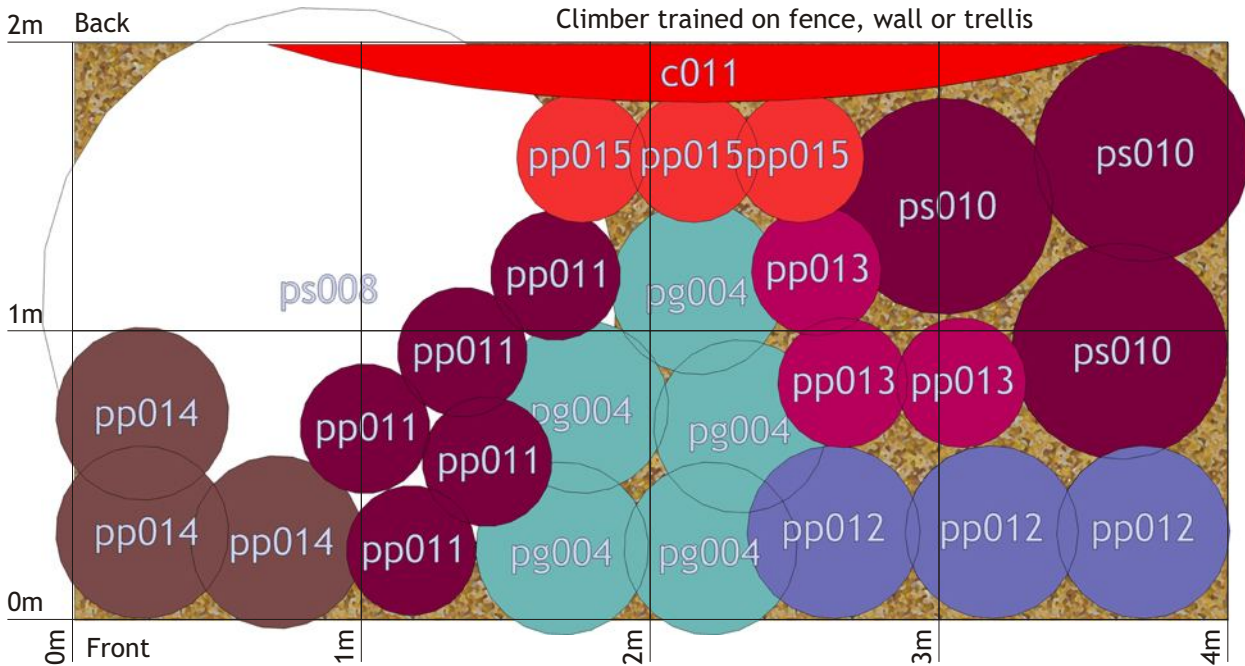 Climber trained on fence, wall or trellis
2m Back
c011
pp015 pp015 pp015 ps010
ps010
pp011 pp013
ps008 pg004
1m
pp011 ps010
pp013 pp013
pp014 pg004
pp011 pg004
pp011
pp014 pp012 pp012 pp012
pp014 pp011 pg004 pg004
0m
Front
0m 1m 2m 3m 4m